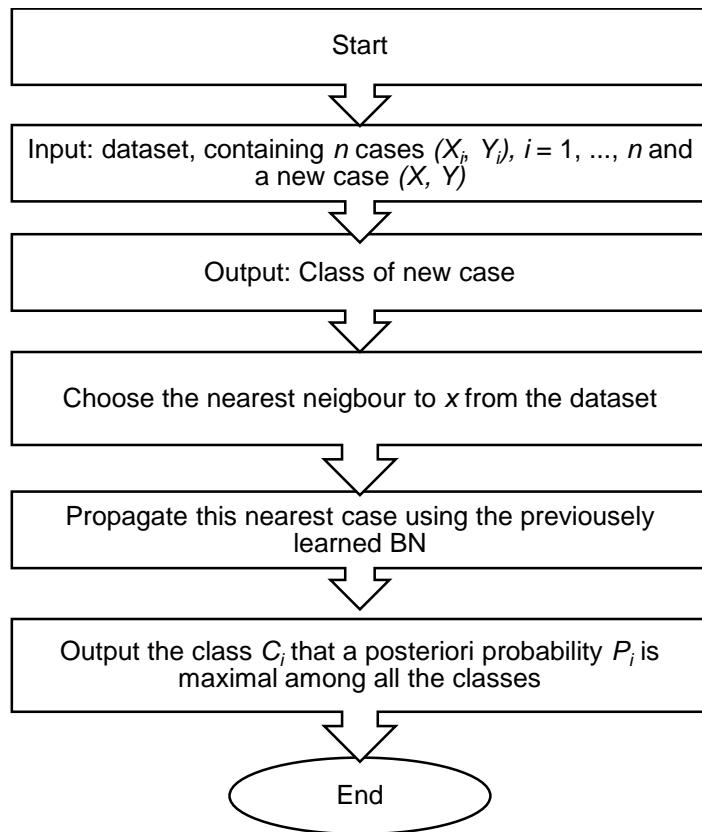 Start
Input: dataset, containing n cases (Xi, Yi), i = 1, ..., n and
a new case (X, Y)
Output: Class of new case
Choose the nearest neigbour to x from the dataset
Propagate this nearest case using the previousely
learned BN
Output the class Ci that a posteriori probability Pi is
maximal among all the classes
End